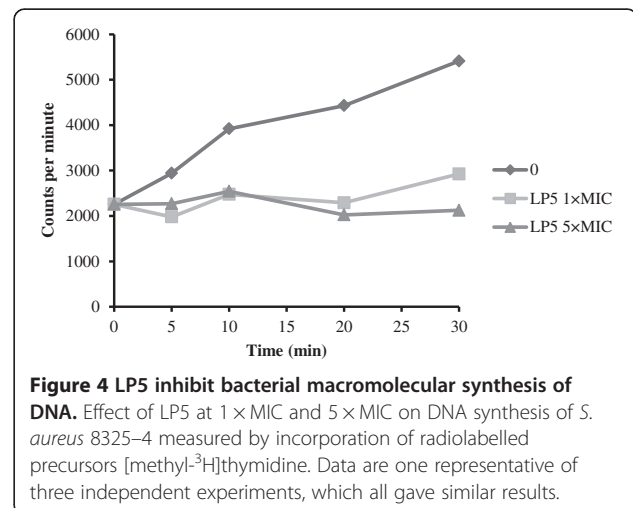 6000
5000
4000
3000
2000
1000
0
Counts per minute
0 5 10 15 20 25 30
Time (min)
0
LP5 1×MIC
LP5 5×MIC
Figure 4 LP5 inhibit bacterial macromolecular synthesis of
DNA. Effect of LP5 at 1 × MIC and 5 × MIC on DNA synthesis of S.
aureus 8325–4 measured by incorporation of radiolabelled
precursors [methyl-³H]thymidine. Data are one representative of
three independent experiments, which all gave similar results.